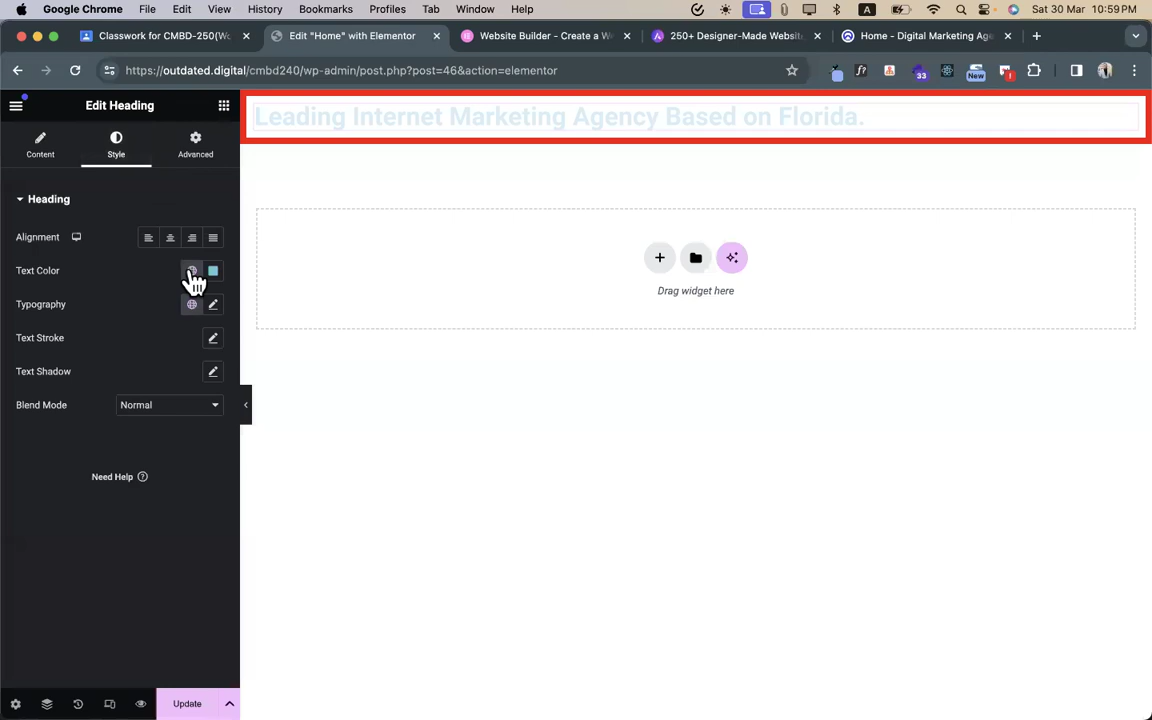 Google Chrome File Edit View History Bookmarks Profiles Tab Window Help A Sat 30 Mar 10:59PM
Classwork for CMBD-250(Wo Edit "Home" with Elementor Website Builder - Create a W 250+ Designer-Made Website Home - Digital Marketing Age
https://outdated.digital/cmbd240/wp-admin/post.php?post=46&action=elementor 33 New
Edit Heading
Content Style Advanced
Heading
Alignment
Text Color
Typography
Text Stroke
Text Shadow
Blend Mode Normal
Need Help ?
Update
Leading Internet Marketing Agency Based on Florida.
Drag widget here